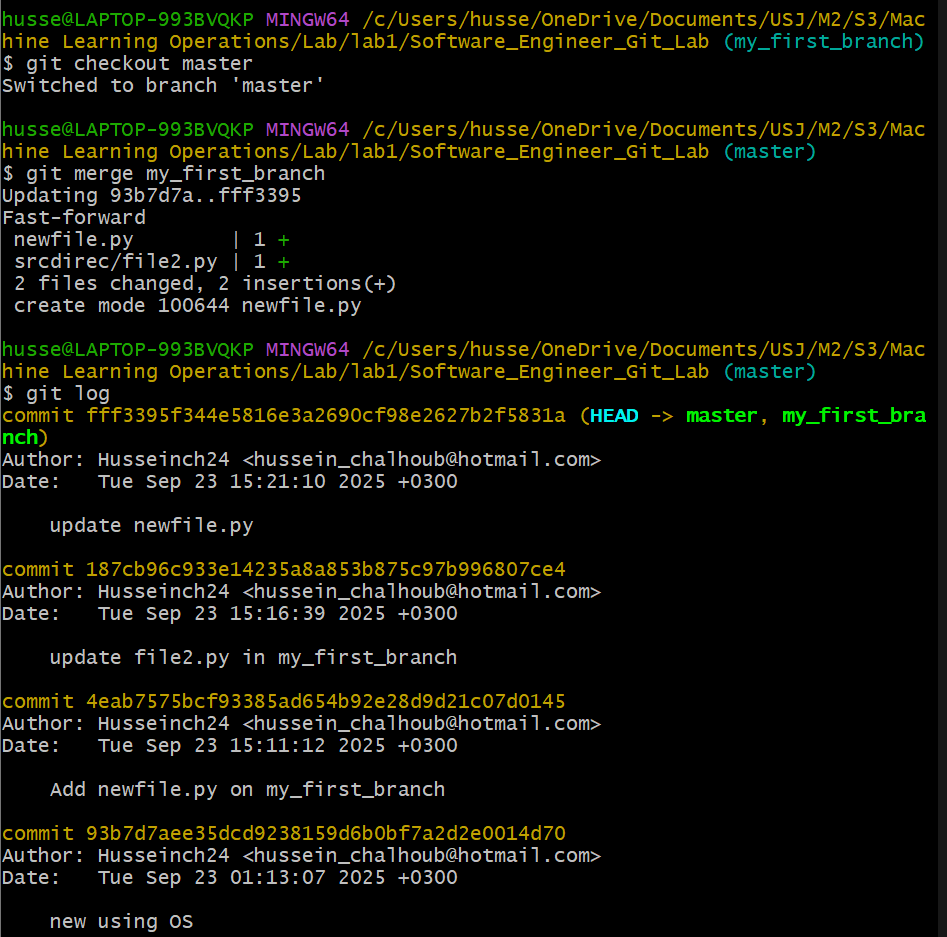 husse@LAPTOP-993BVQKP MINGW64 /c/Users/husse/OneDrive/Documents/USJ/M2/S3/Mac
hine Learning Operations/Lab/lab1/Software_Engineer_Git_Lab (my_first_branch)
$ git checkout master
Switched to branch 'master'
husse@LAPTOP-993BVQKP MINGW64 /c/Users/husse/OneDrive/Documents/USJ/M2/S3/Mac
hine Learning Operations/Lab/lab1/Software_Engineer_Git_Lab (master)
$ git merge my_first_branch
Updating 93b7d7a..fff3395
Fast-forward
 newfile.py        | 1 +
 srcdirec/file2.py | 1 +
 2 files changed, 2 insertions(+)
 create mode 100644 newfile.py
husse@LAPTOP-993BVQKP MINGW64 /c/Users/husse/OneDrive/Documents/USJ/M2/S3/Mac
hine Learning Operations/Lab/lab1/Software_Engineer_Git_Lab (master)
$ git log
commit fff3395f344e5816e3a2690cf98e2627b2f5831a (HEAD -> master, my_first_bra
nch)
Author: Husseinch24 <hussein_chalhoub@hotmail.com>
Date:   Tue Sep 23 15:21:10 2025 +0300
    update newfile.py
commit 187cb96c933e14235a8a853b875c97b996807ce4
Author: Husseinch24 <hussein_chalhoub@hotmail.com>
Date:   Tue Sep 23 15:16:39 2025 +0300
    update file2.py in my_first_branch
commit 4eab7575bcf93385ad654b92e28d9d21c07d0145
Author: Husseinch24 <hussein_chalhoub@hotmail.com>
Date:   Tue Sep 23 15:11:12 2025 +0300
    Add newfile.py on my_first_branch
commit 93b7d7aee35dcd9238159d6b0bf7a2d2e0014d70
Author: Husseinch24 <hussein_chalhoub@hotmail.com>
Date:   Tue Sep 23 01:13:07 2025 +0300
    new using OS